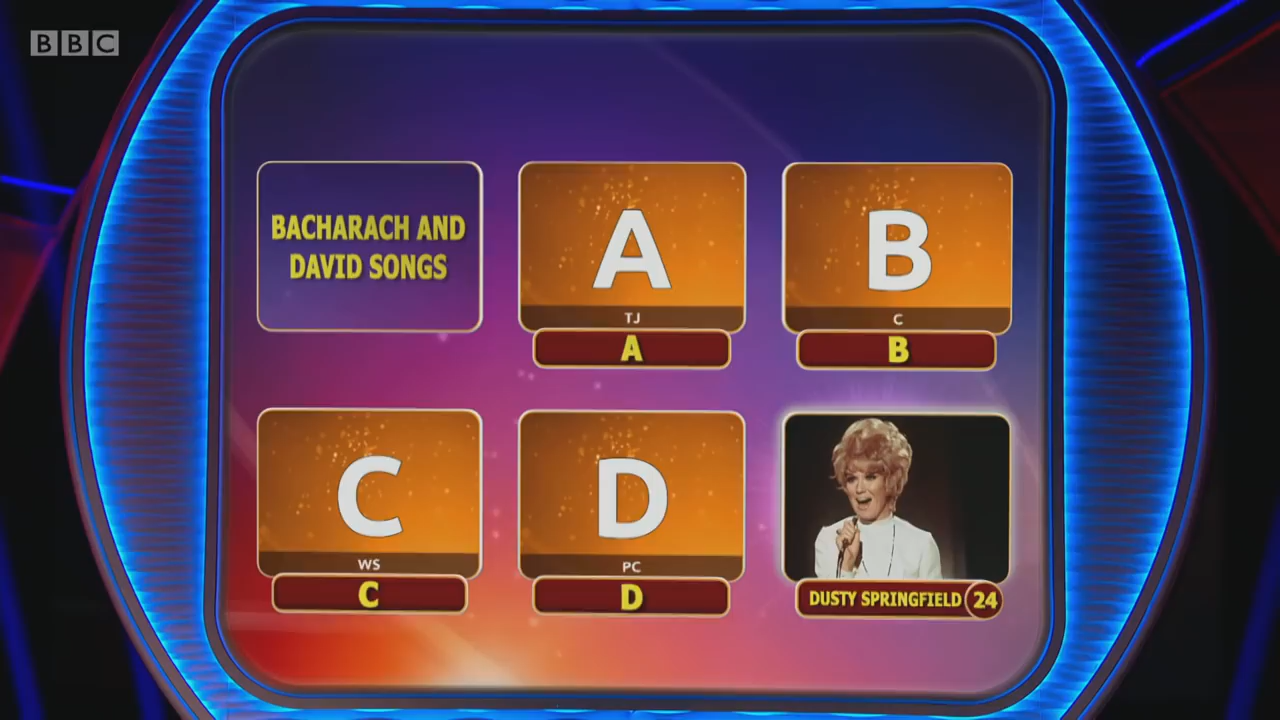 BBC
BACHARACH AND
DAVID SONGS
A
TJ
A
B
C
B
C
WS
C
D
PC
D
DUSTY SPRINGFIELD 24